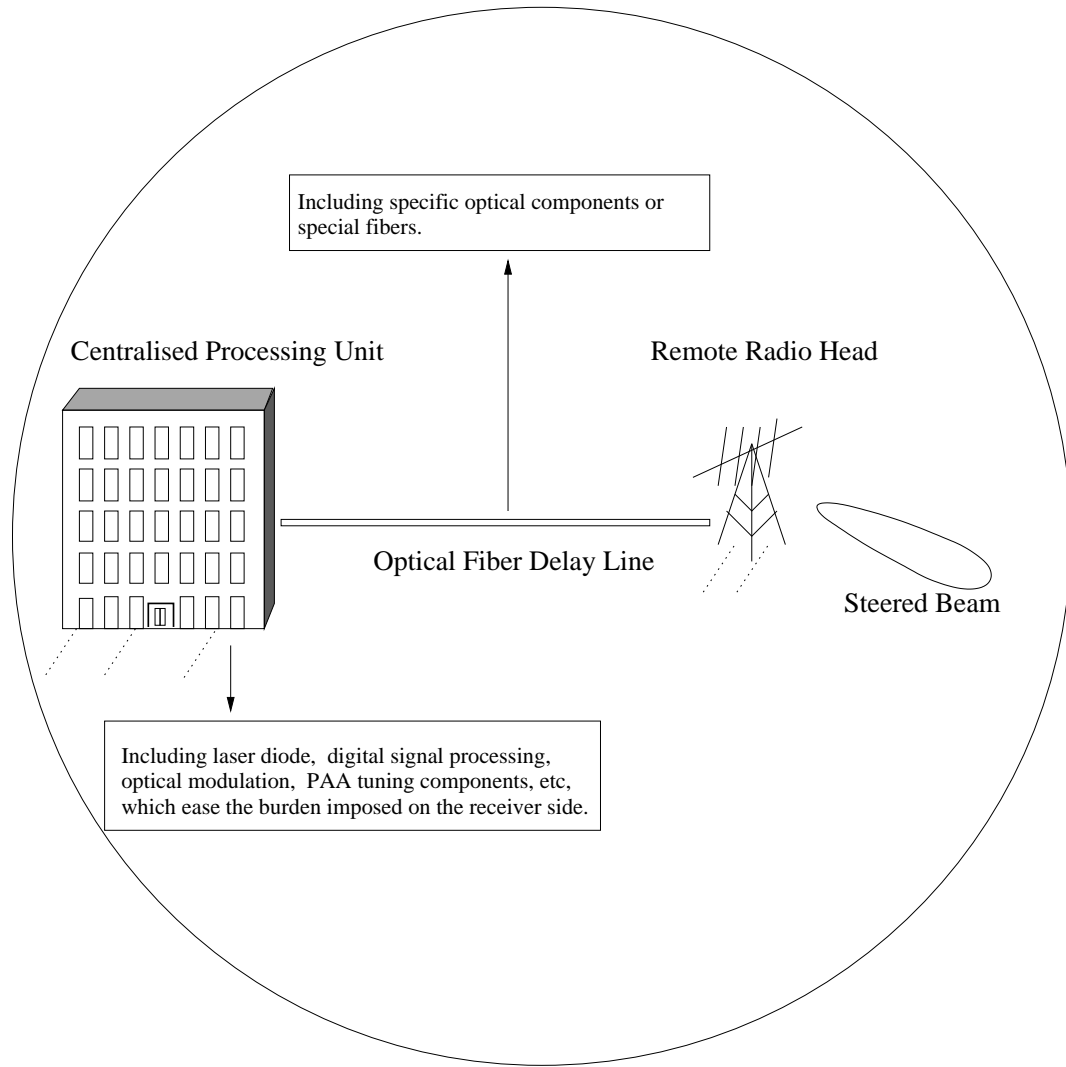 Including specific optical components or
special fibers.
Centralised Processing Unit
Remote Radio Head
Optical Fiber Delay Line
Steered Beam
Including laser diode, digital signal processing,
optical modulation, PAA tuning components, etc,
which ease the burden imposed on the receiver side.